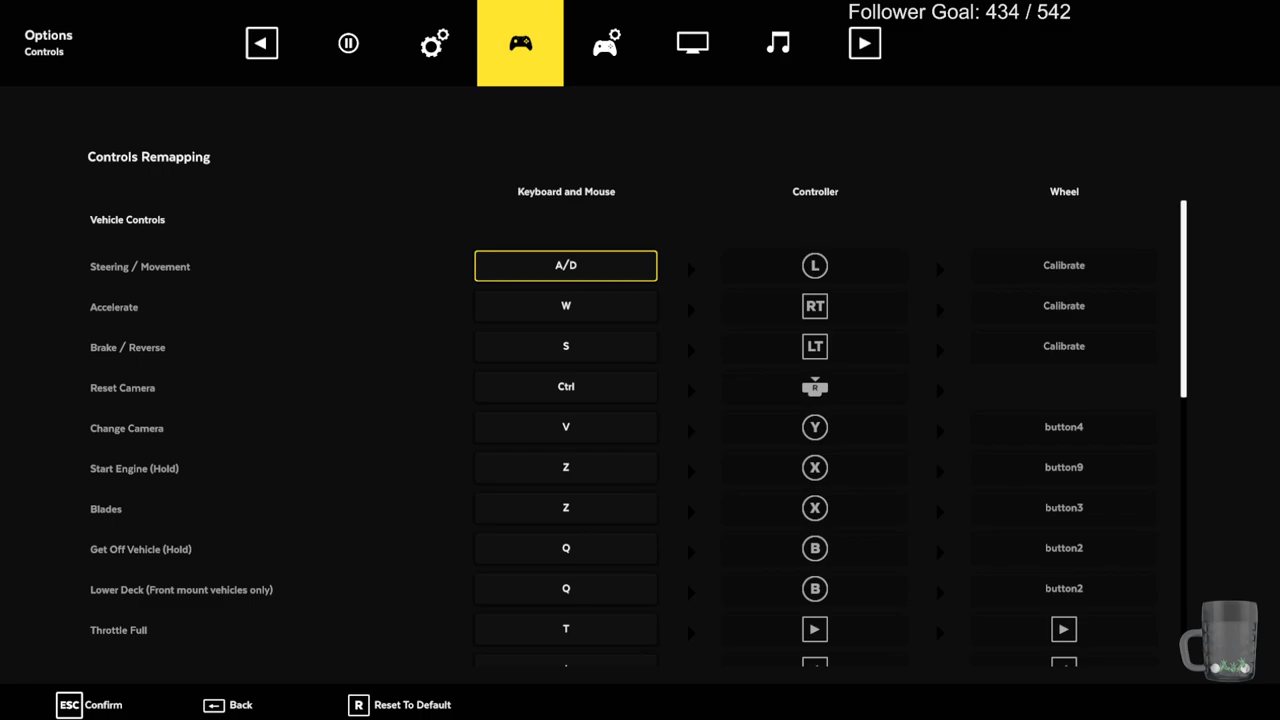 Follower Goal: 434 / 542
Options
Controls
Controls Remapping
Keyboard and Mouse Controller Wheel
Vehicle Controls
Steering / Movement A/D L Calibrate
Accelerate W RT Calibrate
Brake / Reverse S LT Calibrate
Reset Camera Ctrl R
Change Camera V Y button4
Start Engine (Hold) Z X button9
Blades Z X button3
Get Off Vehicle (Hold) Q B button2
Lower Deck (Front mount vehicles only) Q B button2
Throttle Full T
ESC Confirm Back R Reset To Default